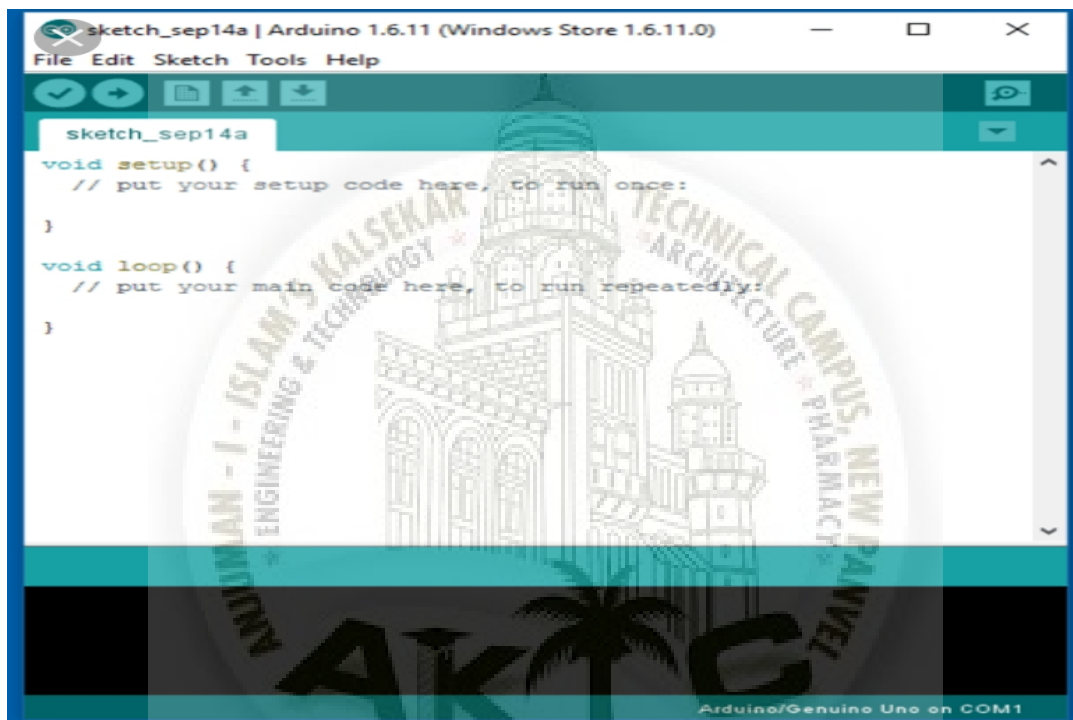 sketch_sep14a | Arduino 1.6.11 (Windows Store 1.6.11.0)
File Edit Sketch Tools Help
sketch_sep14a
void setup() {
  // put your setup code here, to run once:
}
void loop() {
  // put your main code here, to run repeatedly:
}
ANJUMAN - I - ISLAM'S KALSEKAR TECHNICAL CAMPUS, NEW PANVEL
ENGINEERING & TECHNOLOGY * ARCHITECTURE * PHARMACY
AKTC
Arduino/Genuino Uno on COM1